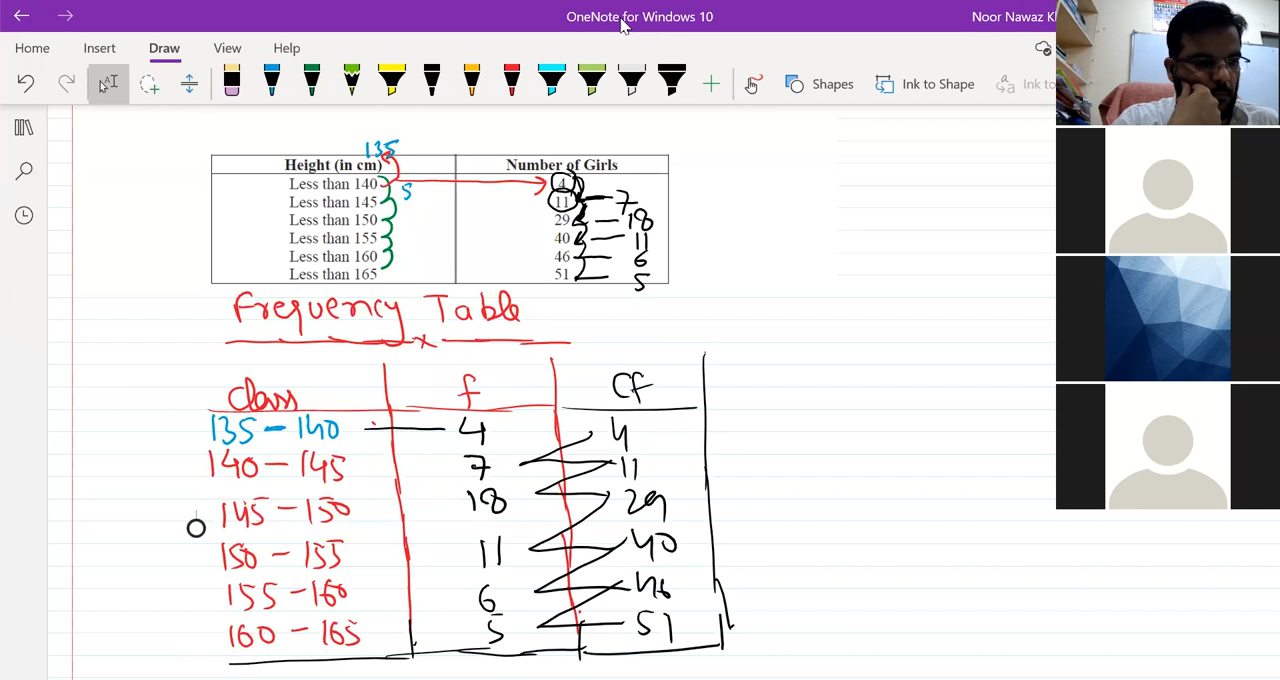 OneNote for Windows 10
Noor Nawaz Kh
Home Insert Draw View Help
Shapes Ink to Shape Ink to
135
Height (in cm) Number of Girls
Less than 140 4
5
Less than 145 11 7
Less than 150 29 18
Less than 155 40 11
Less than 160 46 6
Less than 165 51 5
Frequency Table
class f Cf
135 - 140 4 4
140 - 145 7 11
145 - 150 18 29
150 - 155 11 40
155 - 160 6 46
160 - 165 5 51